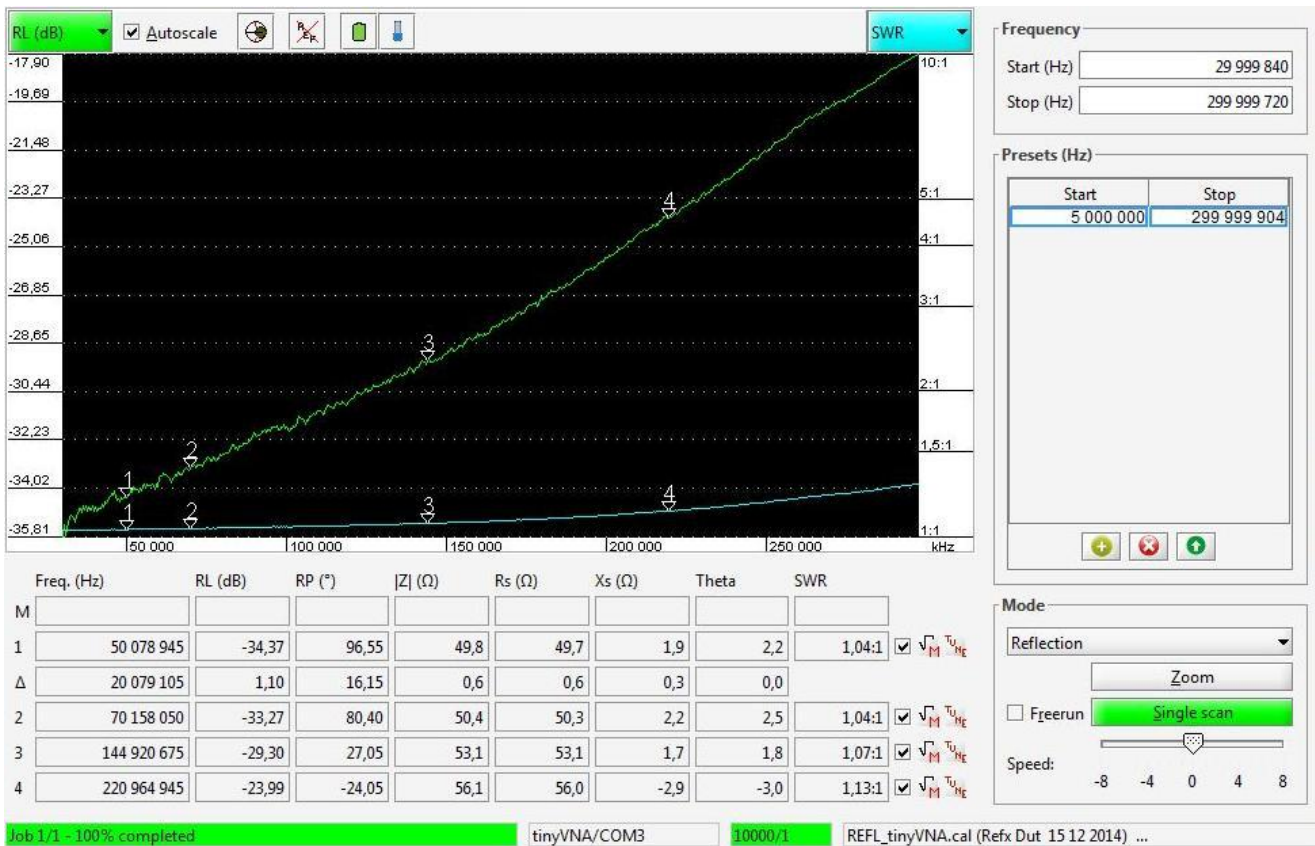 RL (dB) Autoscale SWR
-17,90
-19,69
-21,48
-23,27
-25,06
-26,85
-28,65
-30,44
-32,23
-34,02
-35,81
10:1
5:1
4:1
3:1
2:1
1,5:1
1:1
1 2 3 4
1 2 3 4
50 000 100 000 150 000 200 000 250 000 kHz
Frequency
Start (Hz) 29 999 840
Stop (Hz) 299 999 720
Presets (Hz)
Start Stop
5 000 000 299 999 904
Freq. (Hz) RL (dB) RP (°) |Z| (Ω) Rs (Ω) Xs (Ω) Theta SWR
M
1 50 078 945 -34,37 96,55 49,8 49,7 1,9 2,2 1,04:1 M TUNE
Δ 20 079 105 1,10 16,15 0,6 0,6 0,3 0,0
2 70 158 050 -33,27 80,40 50,4 50,3 2,2 2,5 1,04:1 M TUNE
3 144 920 675 -29,30 27,05 53,1 53,1 1,7 1,8 1,07:1 M TUNE
4 220 964 945 -23,99 -24,05 56,1 56,0 -2,9 -3,0 1,13:1 M TUNE
Mode
Reflection
Zoom
Freerun Single scan
Speed:
-8 -4 0 4 8
Job 1/1 - 100% completed tinyVNA/COM3 10000/1 REFL_tinyVNA.cal (Refx Dut 15 12 2014) ...